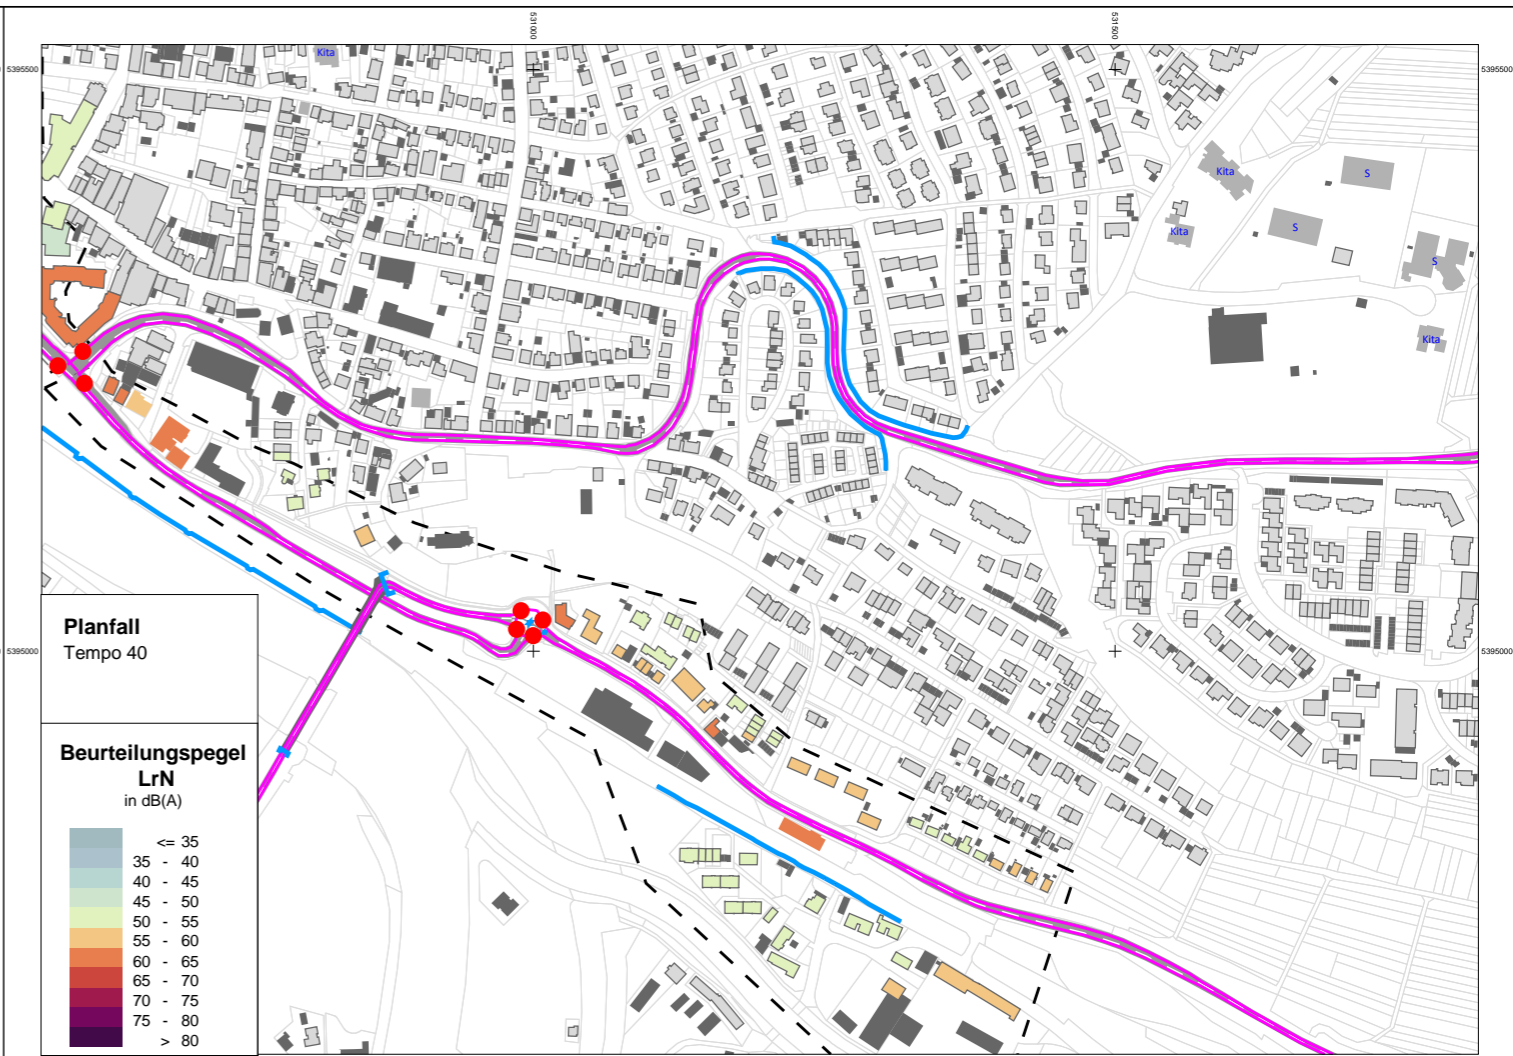 531000
531500
5395500
5395500
Kita
Kita
S
Kita
S
S
Kita
5395000
5395000
Planfall
Tempo 40
Beurteilungspegel
LrN
in dB(A)
<= 35
35 - 40
40 - 45
45 - 50
50 - 55
55 - 60
60 - 65
65 - 70
70 - 75
75 - 80
> 80